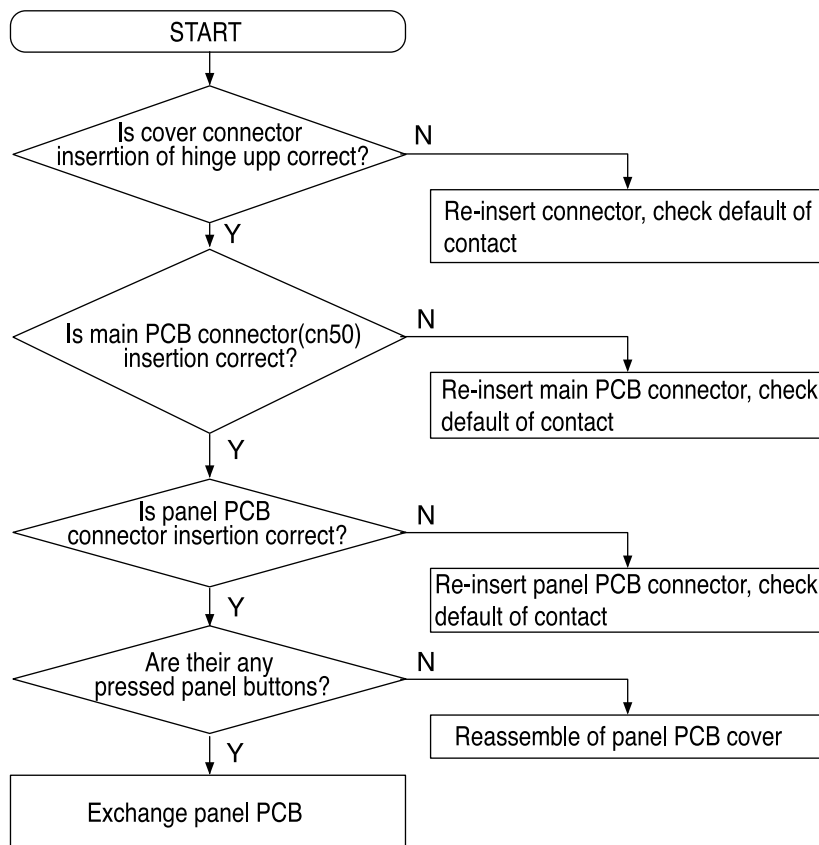 START
Is cover connector
inserrtion of hinge upp correct?
N
Re-insert connector, check default of
contact
Y
Is main PCB connector(cn50)
insertion correct?
N
Re-insert main PCB connector, check
default of contact
Y
Is panel PCB
connector insertion correct?
N
Re-insert panel PCB connector, check
default of contact
Y
Are their any
pressed panel buttons?
N
Reassemble of panel PCB cover
Y
Exchange panel PCB